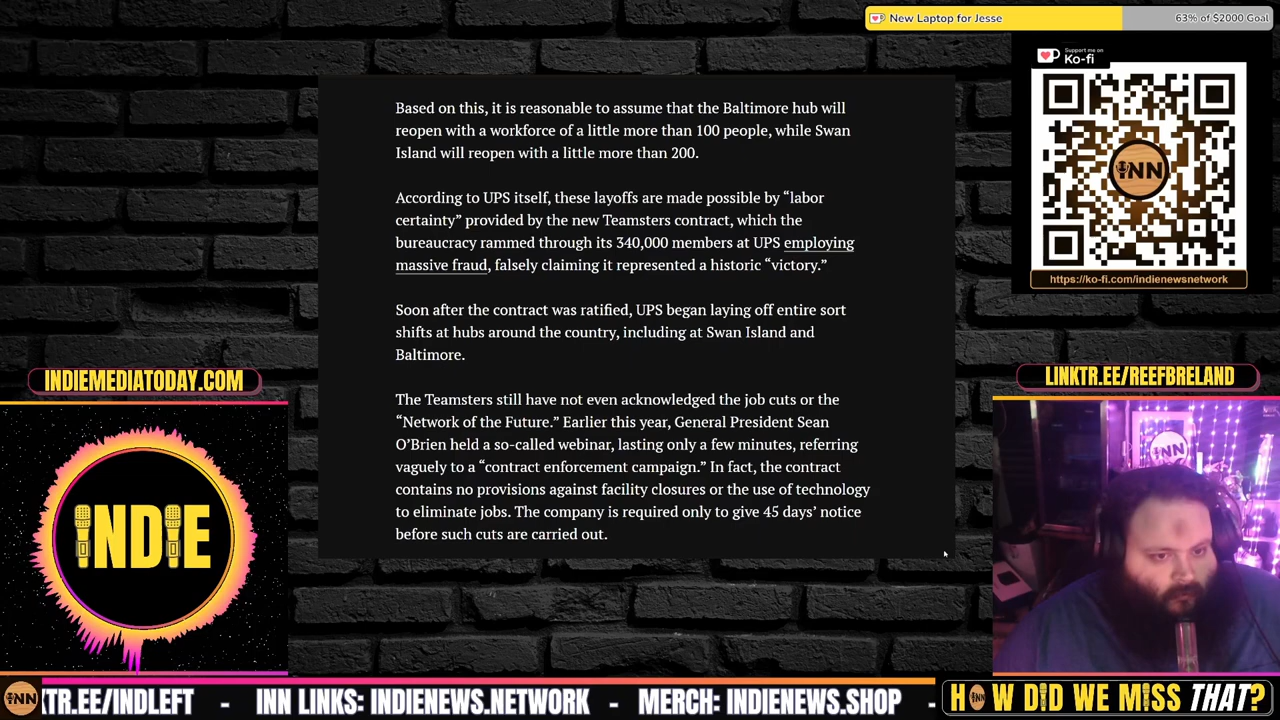 New Laptop for Jesse
63% of $2000 Goal
Support me on
Ko-fi
iNN
https://ko-fi.com/indienewsnetwork
Based on this, it is reasonable to assume that the Baltimore hub will
reopen with a workforce of a little more than 100 people, while Swan
Island will reopen with a little more than 200.
According to UPS itself, these layoffs are made possible by “labor
certainty” provided by the new Teamsters contract, which the
bureaucracy rammed through its 340,000 members at UPS employing
massive fraud, falsely claiming it represented a historic “victory.”
Soon after the contract was ratified, UPS began laying off entire sort
shifts at hubs around the country, including at Swan Island and
Baltimore.
The Teamsters still have not even acknowledged the job cuts or the
“Network of the Future.” Earlier this year, General President Sean
O’Brien held a so-called webinar, lasting only a few minutes, referring
vaguely to a “contract enforcement campaign.” In fact, the contract
contains no provisions against facility closures or the use of technology
to eliminate jobs. The company is required only to give 45 days’ notice
before such cuts are carried out.
INDIEMEDIATODAY.COM
INDIE
LINKTR.EE/REEFBRELAND
iNN
KTR.EE/INDLEFT - INN LINKS: INDIENEWS.NETWORK - MERCH: INDIENEWS.SHOP -
HOW DID WE MISS THAT?